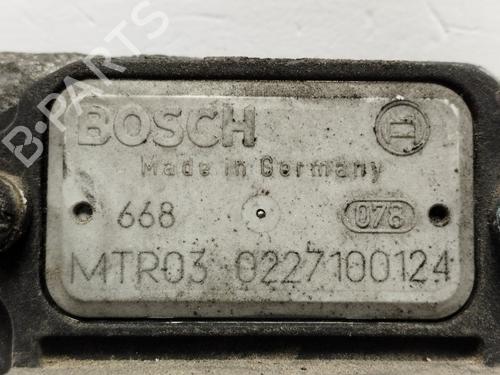 BOSCH
Made in Germany
668 078
MTR03 0227100124
B-PARTS